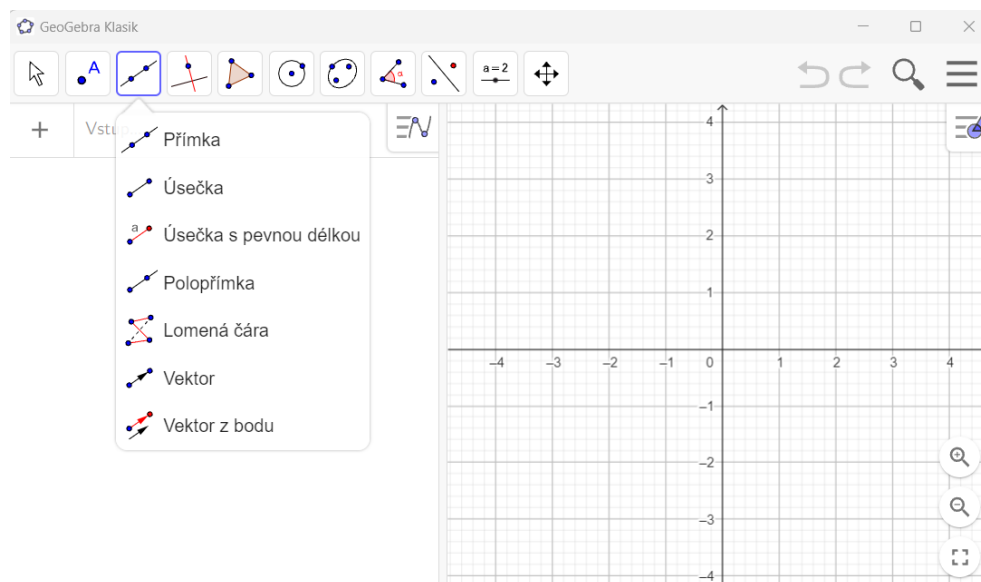 GeoGebra Klasik
A
α
a=2
Vstu
Přímka
Úsečka
a
Úsečka s pevnou délkou
Polopřímka
Lomená čára
Vektor
Vektor z bodu
4
3
2
1
–4 –3 –2 –1 0 1 2 3 4
–1
–2
–3
–4